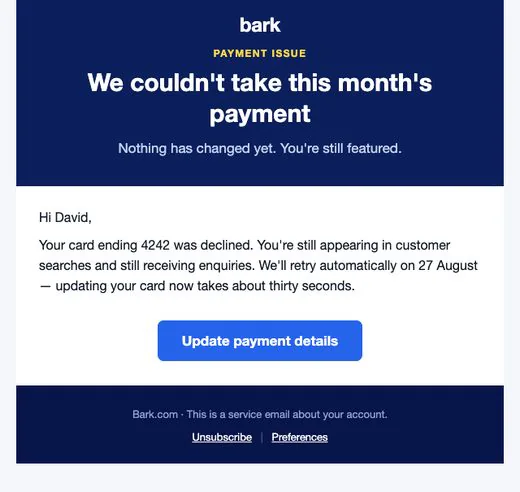 bark
PAYMENT ISSUE
We couldn't take this month's
payment
Nothing has changed yet. You're still featured.
Hi David,
Your card ending 4242 was declined. You're still appearing in customer
searches and still receiving enquiries. We'll retry automatically on 27 August
— updating your card now takes about thirty seconds.
Update payment details
Bark.com · This is a service email about your account.
Unsubscribe | Preferences